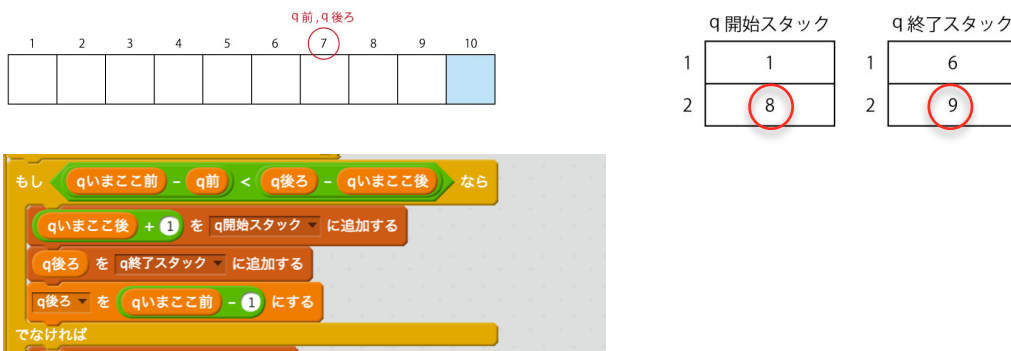 q前,q後ろ
1 2 3 4 5 6 7 8 9 10
q開始スタック q終了スタック
1 1 1 6
2 8 2 9
もし qいまここ前 - q前 < q後ろ - qいまここ後 なら
qいまここ後 + 1 を q開始スタック に追加する
q後ろ を q終了スタック に追加する
q後ろ を qいまここ前 - 1 にする
でなければ